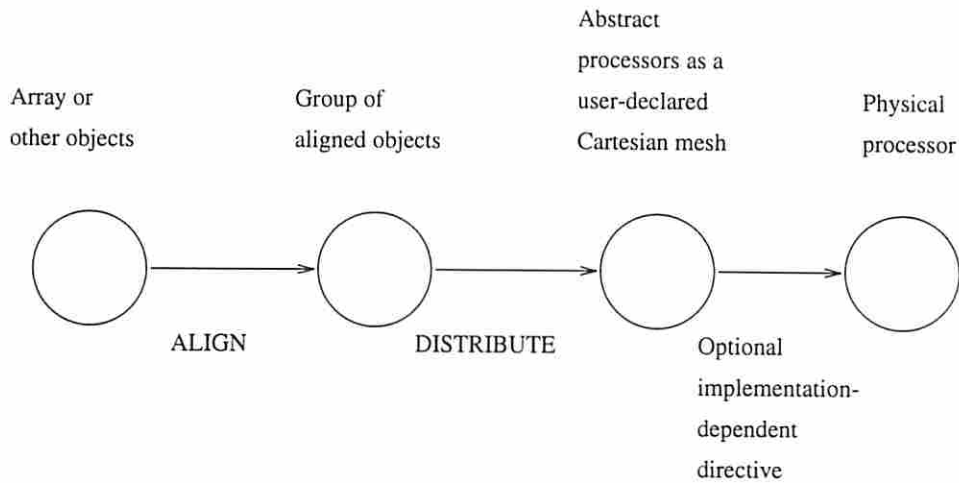 Array or
other objects
Group of
aligned objects
Abstract
processors as a
user-declared
Cartesian mesh
Physical
processor
ALIGN
DISTRIBUTE
Optional
implementation-
dependent
directive